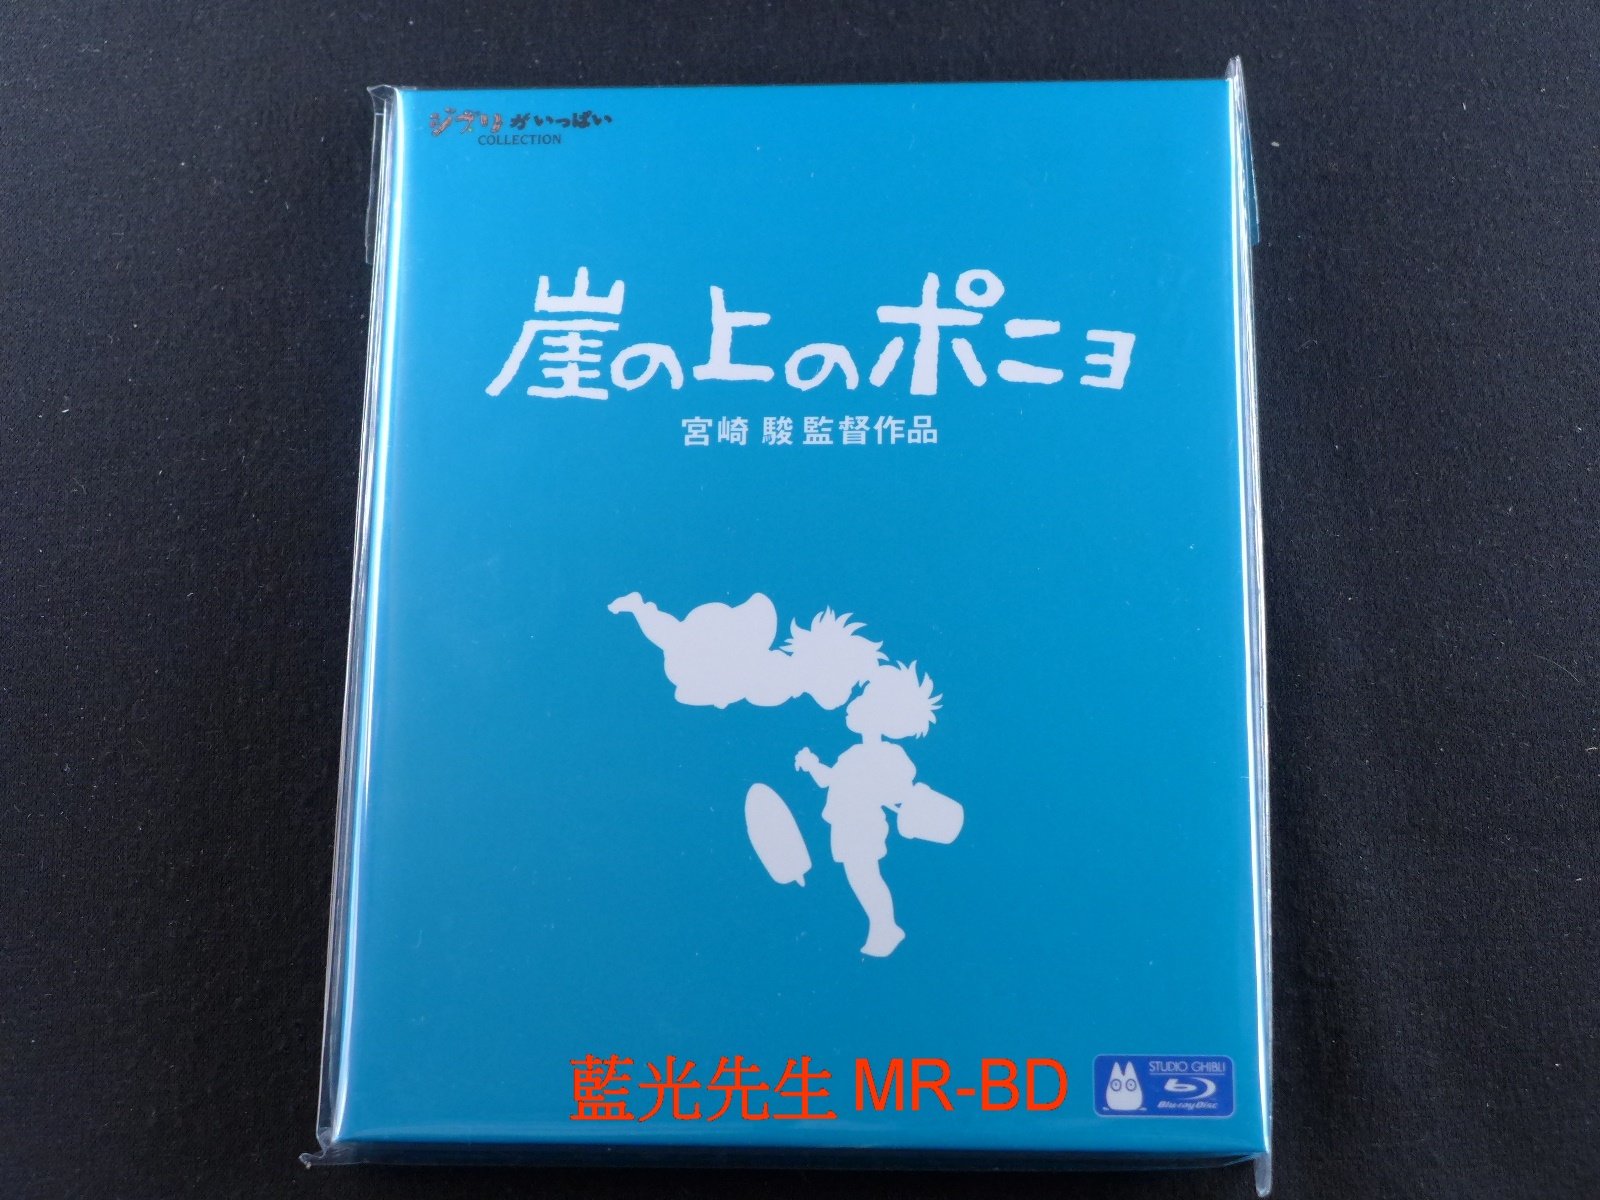 ジブリがいっぱい
COLLECTION
崖の上のポニョ
宮崎 駿 監督作品
藍光先生 MR-BD
STUDIO GHIBLI
Blu-ray Disc